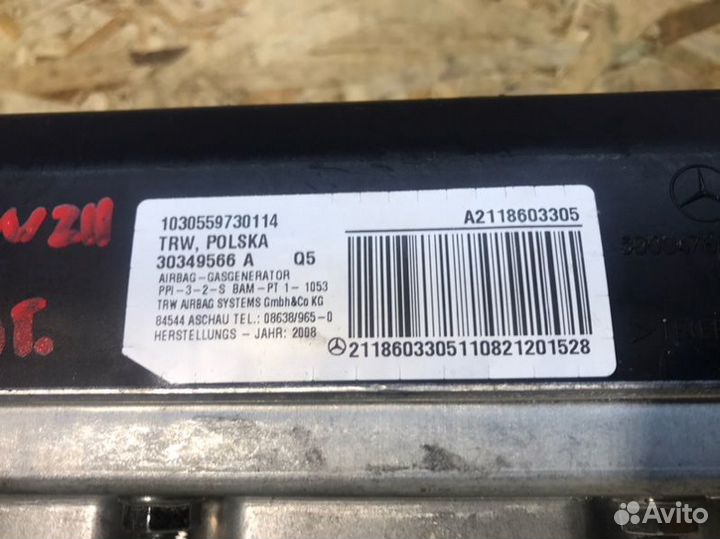 1030559730114
TRW, POLSKA
30349566 A Q5
AIRBAG-GASGENERATOR
PPI-3-2-S BAM-PT 1-1053
TRW AIRBAG SYSTEMS GmbH&Co KG
84544 ASCHAU TEL.: 08638/965-0
HERSTELLUNGS - JAHR: 2008
A2118603305
2118603305110821201528
W211
Avito